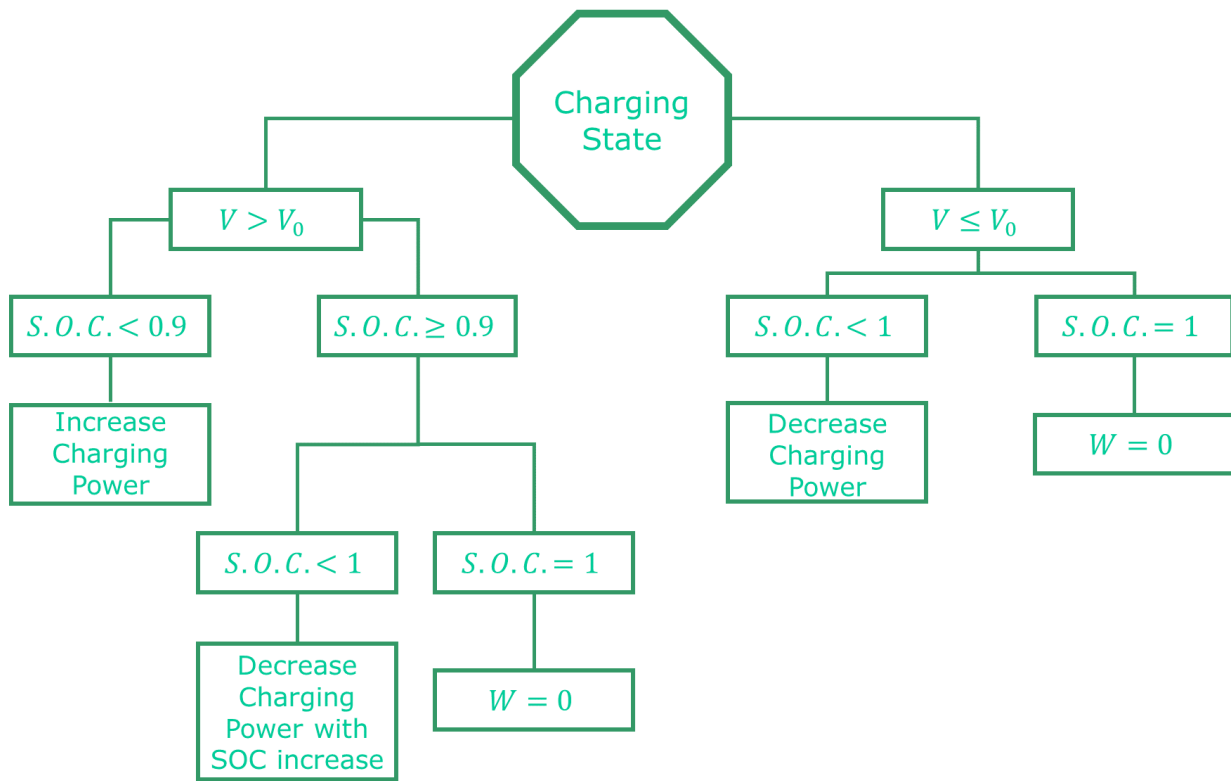 Charging
State
V > V₀
V ≤ V₀
S.O.C. < 0.9
S.O.C. ≥ 0.9
S.O.C. < 1
S.O.C. = 1
Increase
Charging
Power
Decrease
Charging
Power
W = 0
S.O.C. < 1
S.O.C. = 1
Decrease
Charging
Power with
SOC increase
W = 0